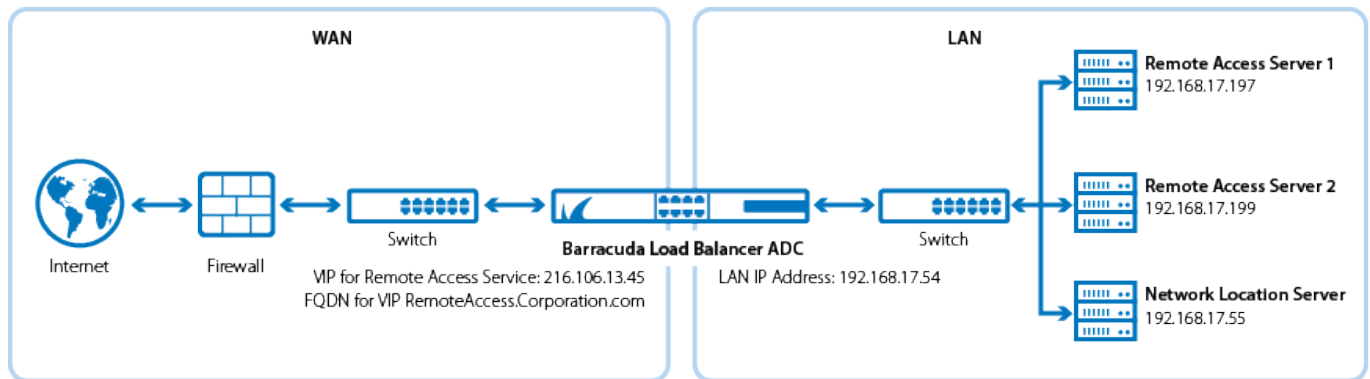 WAN
LAN
Remote Access Server 1
192.168.17.197
Remote Access Server 2
192.168.17.199
Switch
Switch
Internet
Firewall
Barracuda Load Balancer ADC
VIP for Remote Access Service: 216.106.13.45
LAN IP Address: 192.168.17.54
FQDN for VIP RemoteAccess.Corporation.com
Network Location Server
192.168.17.55